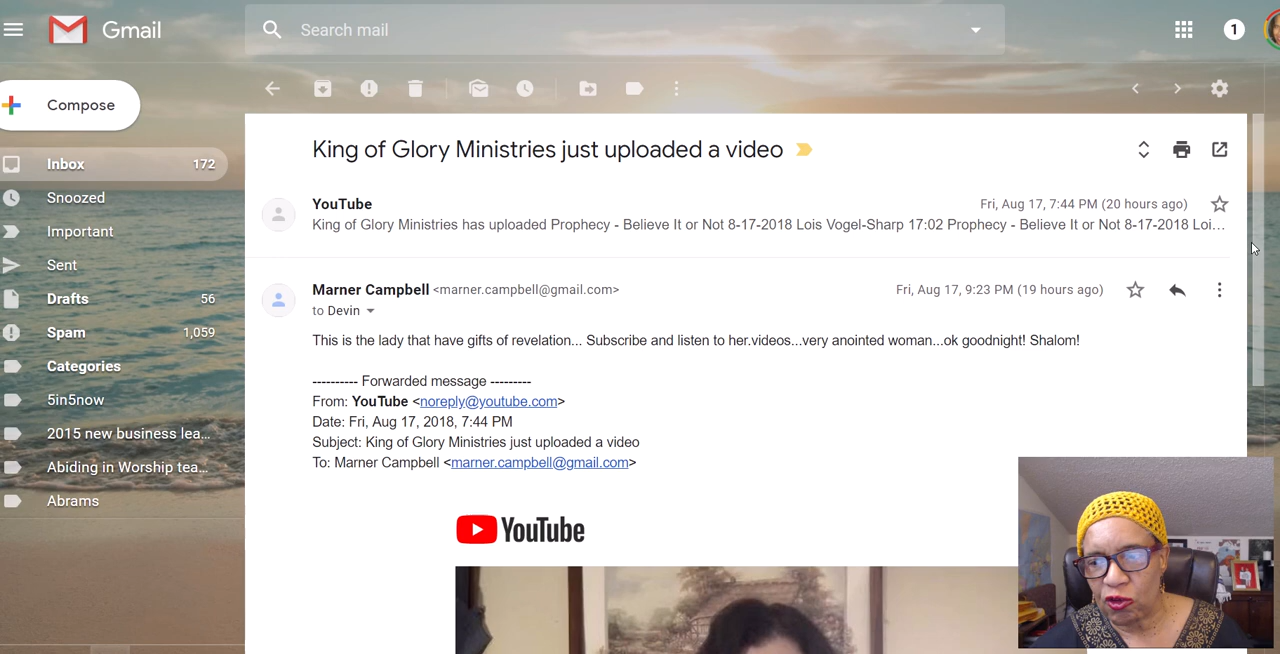 Gmail
Search mail
1
Compose
Inbox 172
Snoozed
Important
Sent
Drafts 56
Spam 1,059
Categories
5in5now
2015 new business lea...
Abiding in Worship tea...
Abrams
King of Glory Ministries just uploaded a video
YouTube Fri, Aug 17, 7:44 PM (20 hours ago)
King of Glory Ministries has uploaded Prophecy - Believe It or Not 8-17-2018 Lois Vogel-Sharp 17:02 Prophecy - Believe It or Not 8-17-2018 Loi...
Marner Campbell <marner.campbell@gmail.com> Fri, Aug 17, 9:23 PM (19 hours ago)
to Devin
This is the lady that have gifts of revelation... Subscribe and listen to her.videos...very anointed woman...ok goodnight! Shalom!
---------- Forwarded message ---------
From: YouTube <noreply@youtube.com>
Date: Fri, Aug 17, 2018, 7:44 PM
Subject: King of Glory Ministries just uploaded a video
To: Marner Campbell <marner.campbell@gmail.com>
YouTube